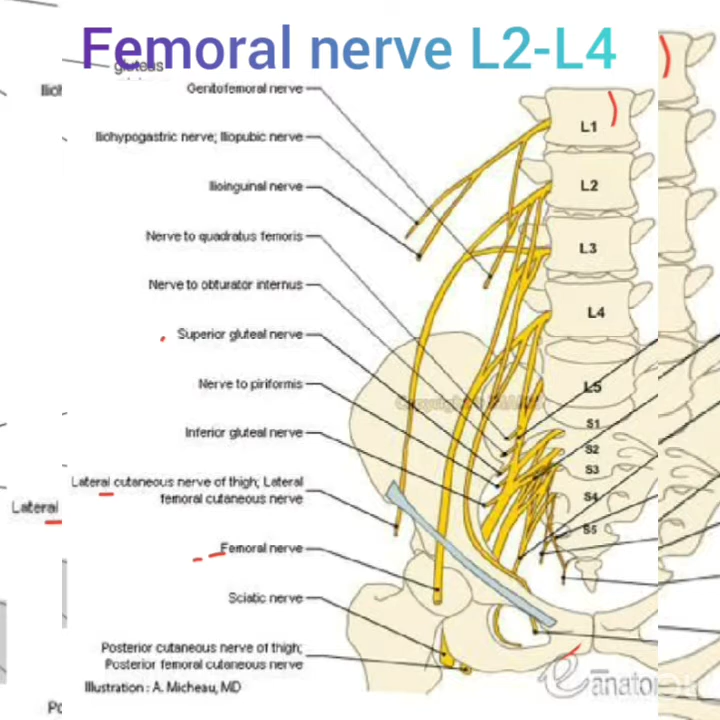 Femoral nerve L2-L4
gluteus
Genitofemoral nerve
Iliohypogastric nerve; Iliopubic nerve
L1
Ilioinguinal nerve
L2
Nerve to quadratus femoris
L3
Nerve to obturator internus
L4
Superior gluteal nerve
Nerve to piriformis
L5
Inferior gluteal nerve
S1
S2
S3
S4
S5
Lateral cutaneous nerve of thigh; Lateral
femoral cutaneous nerve
Lateral
Femoral nerve
Sciatic nerve
Posterior cutaneous nerve of thigh;
Posterior femoral cutaneous nerve
Illustration : A. Micheau, MD